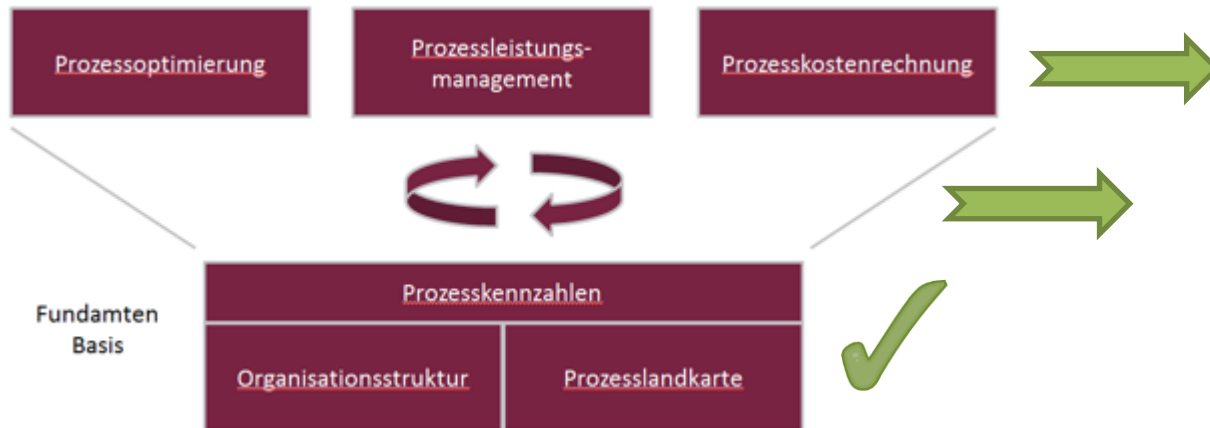 Prozessoptimierung
Prozessleistungs-
management
Prozesskostenrechnung
Fundamten
Basis
Prozesskennzahlen
Organisationsstruktur
Prozesslandkarte